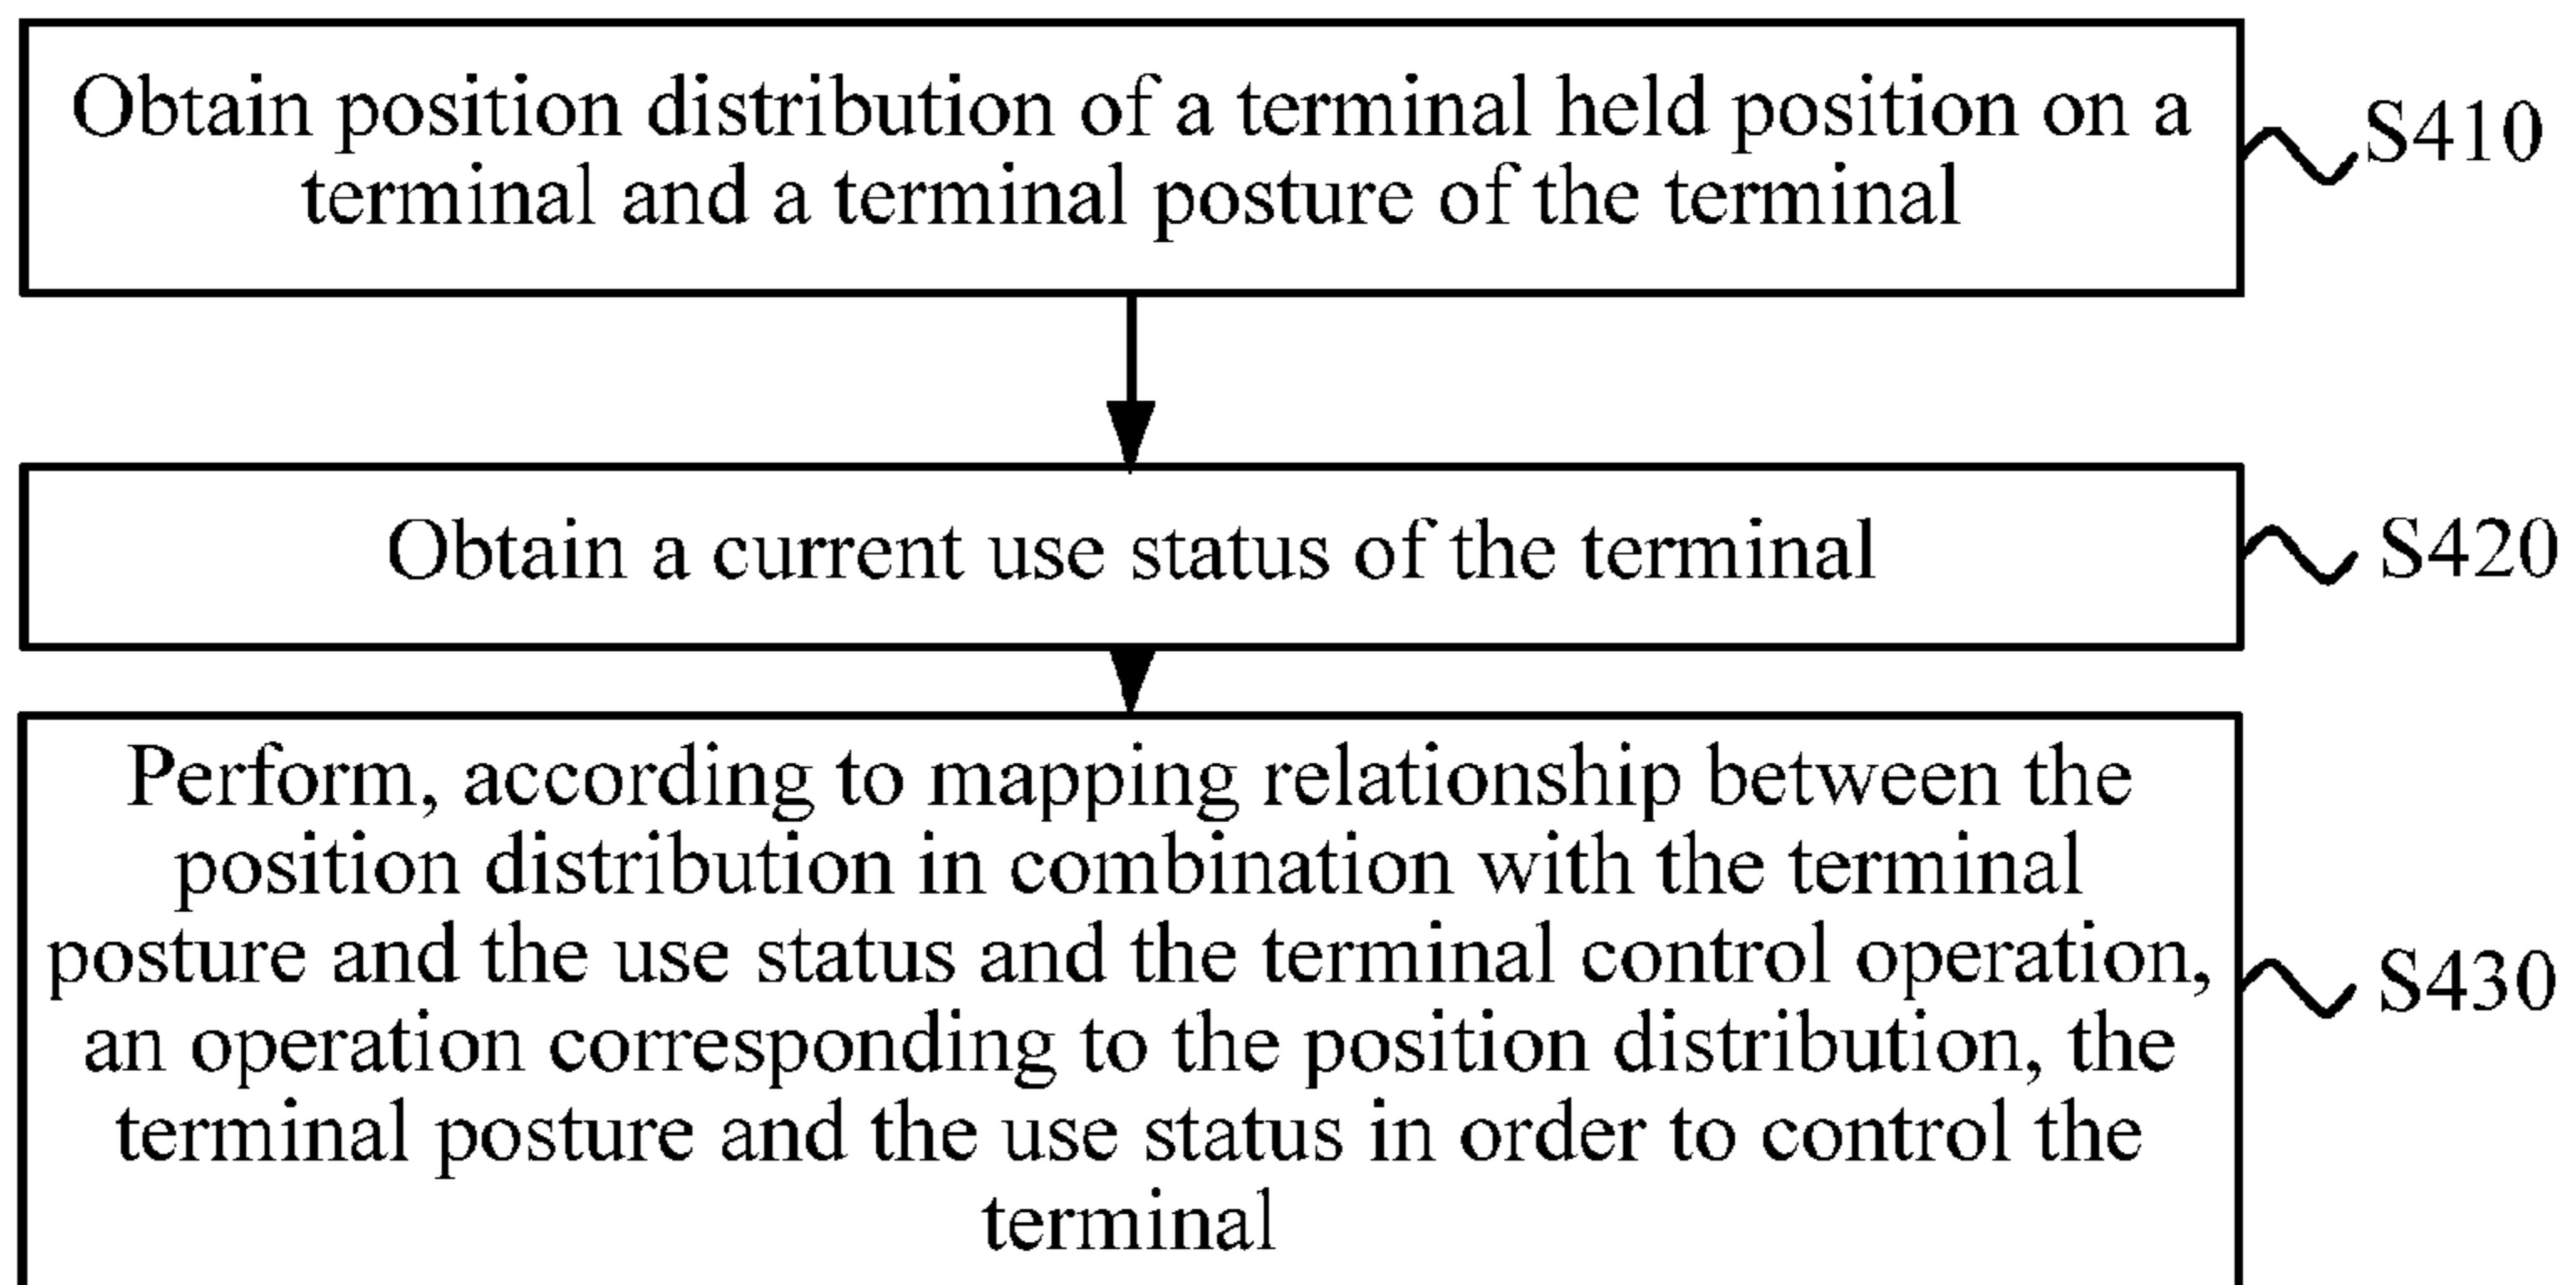 Obtain position distribution of a terminal held position on a
terminal and a terminal posture of the terminal
S410
Obtain a current use status of the terminal
S420
Perform, according to mapping relationship between the
position distribution in combination with the terminal
posture and the use status and the terminal control operation,
an operation corresponding to the position distribution, the
terminal posture and the use status in order to control the
terminal
S430